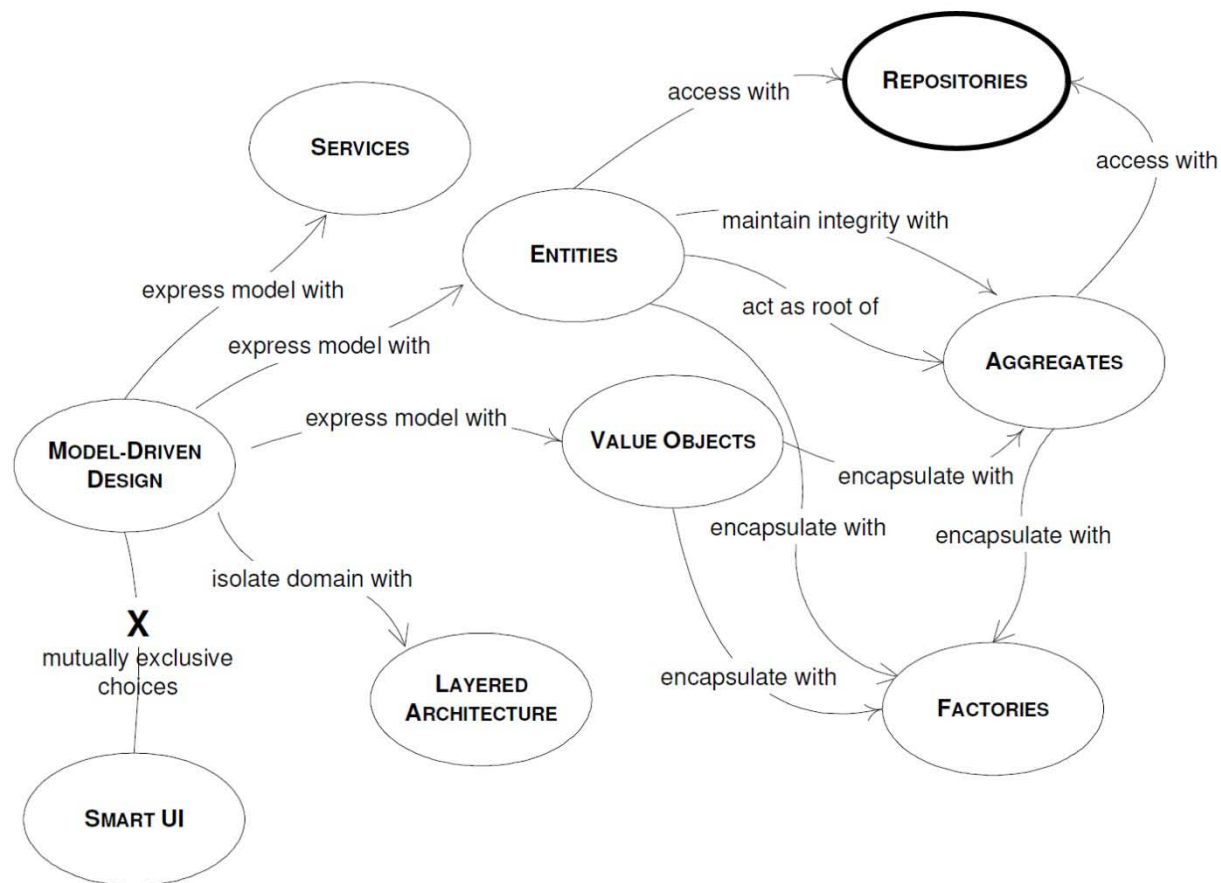 REPOSITORIES
access with
SERVICES
access with
maintain integrity with
ENTITIES
express model with
act as root of
express model with
AGGREGATES
express model with
VALUE OBJECTS
MODEL-DRIVEN
DESIGN
encapsulate with
encapsulate with
encapsulate with
isolate domain with
X
mutually exclusive
choices
encapsulate with
LAYERED
ARCHITECTURE
FACTORIES
SMART UI